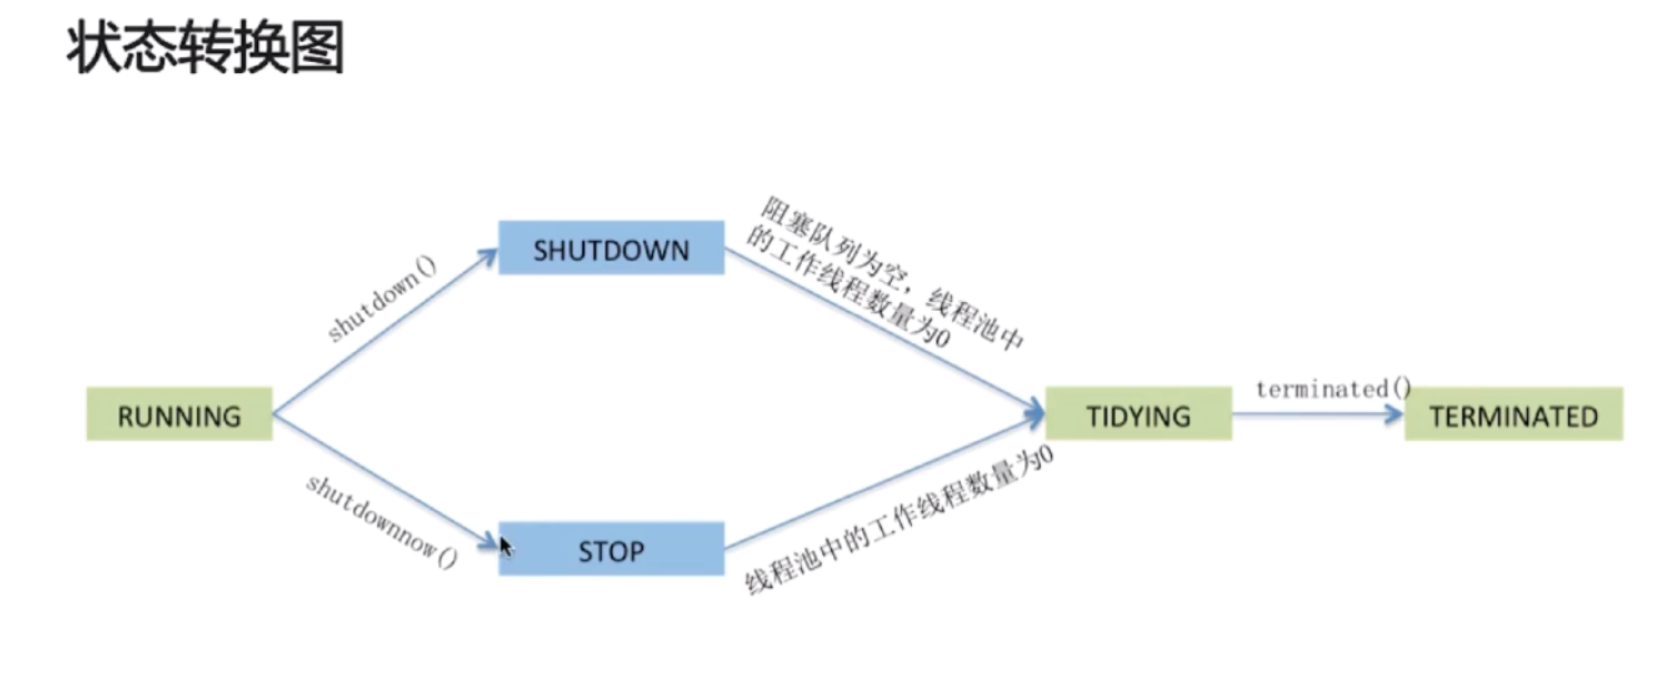 状态转换图
shutdown()
SHUTDOWN
阻塞队列为空，线程池中
的工作线程数量为0
RUNNING
TIDYING
terminated()
TERMINATED
shutdownnow()
STOP
线程池中的工作线程数量为0